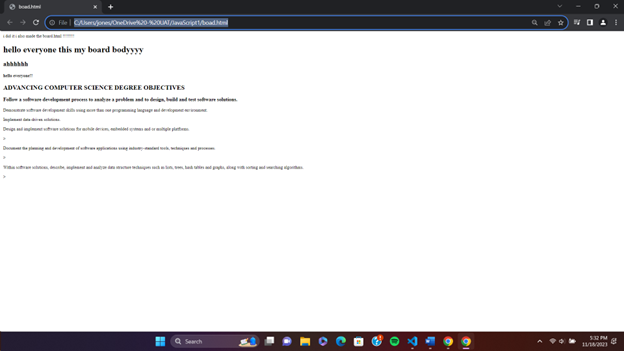 boad.html
File
C:/Users/jones/OneDrive%20-%20UAT/JavaScript1/boad.html
i did it i also made the board.html !!!!!!!!
hello everyone this my board bodyyyy
ahhhhhh
hello everyone!!
ADVANCING COMPUTER SCIENCE DEGREE OBJECTIVES
Follow a software development process to analyze a problem and to design, build and test software solutions.
Demonstrate software development skills using more than one programming language and development environment.
Implement data driven solutions.
Design and implement software solutions for mobile devices, embedded systems and or multiple platforms.
>
Document the planning and development of software applications using industry-standard tools, techniques and processes.
Within software solutions, describe, implement and analyze data structure techniques such as lists, trees, hash tables and graphs, along with sorting and searching algorithms.
>
Search
5:32 PM
11/10/2023